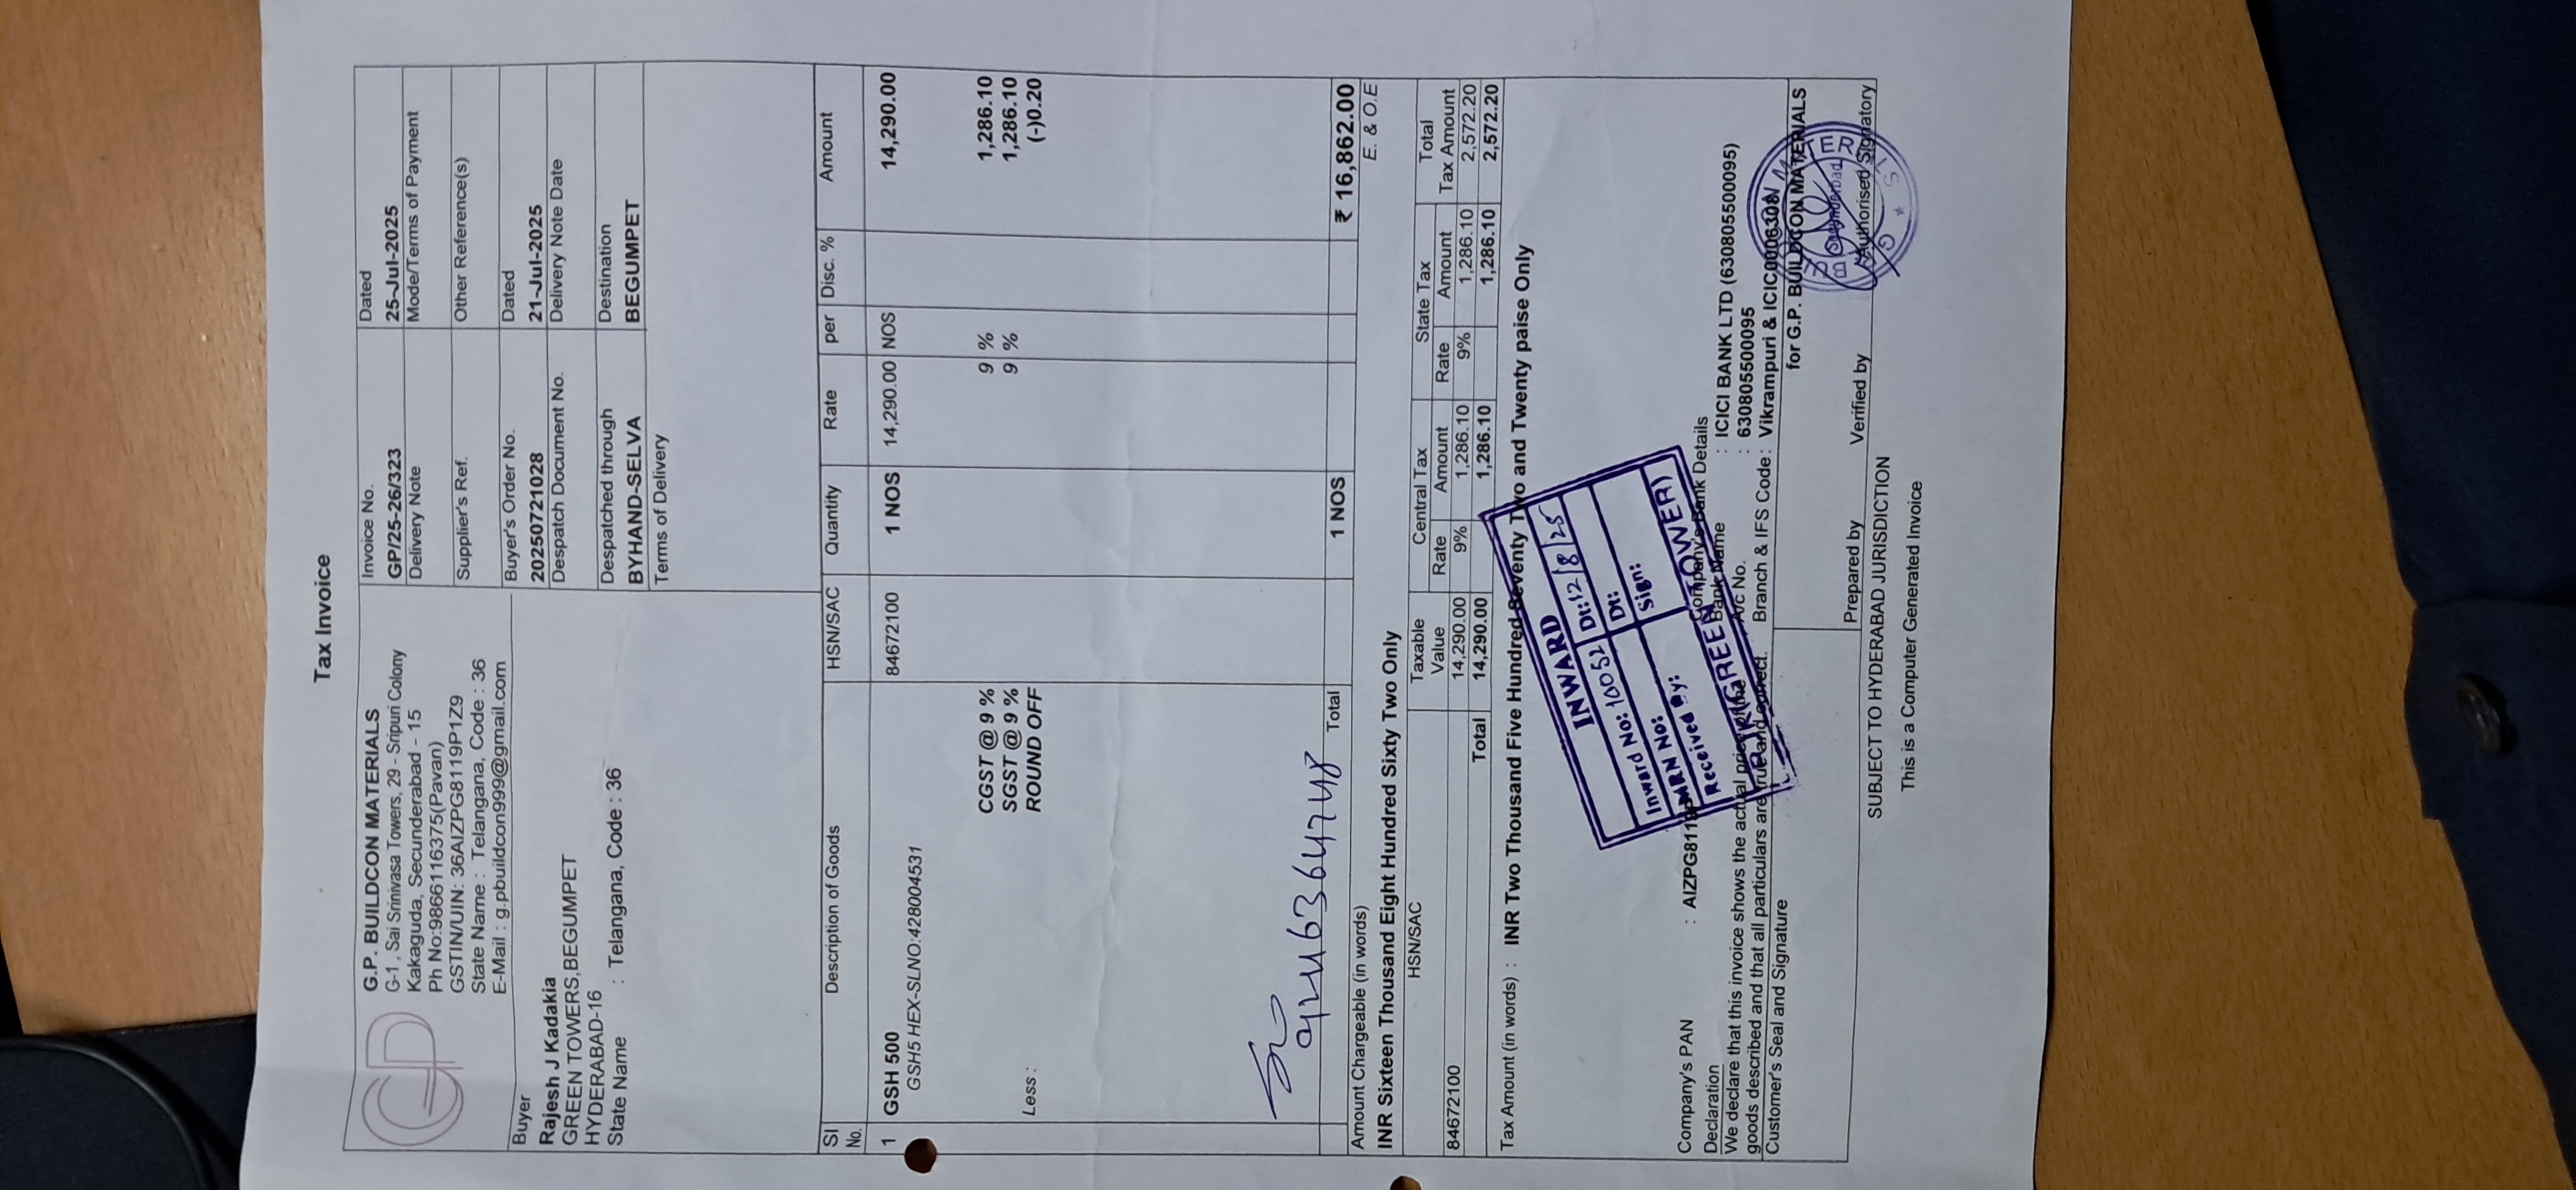 Tax Invoice
GP
G.P. BUILDCON MATERIALS
G-1, Sai Srinivasa Towers, 29 - Sripuri Colony
Kakaguda, Secunderabad - 15
Ph No:9866116375(Pavan)
GSTIN/UIN: 36AIZPG8119P1Z9
State Name : Telangana, Code : 36
E-Mail : g.pbuildcon999@gmail.com
Invoice No.
GP/25-26/323
Dated
25-Jul-2025
Delivery Note
Mode/Terms of Payment
Supplier's Ref.
Other Reference(s)
Buyer's Order No.
20250721028
Dated
21-Jul-2025
Despatch Document No.
Delivery Note Date
Despatched through
BYHAND-SELVA
Destination
BEGUMPET
Terms of Delivery
Buyer
Rajesh J Kadakia
GREEN TOWERS,BEGUMPET
HYDERABAD-16
State Name : Telangana, Code : 36
Sl No. Description of Goods HSN/SAC Quantity Rate per Disc. % Amount
1 GSH 500 84672100 1 NOS 14,290.00 NOS 14,290.00
GSH5 HEX-SLNO:428004531
CGST @ 9 % 9 % 1,286.10
SGST @ 9 % 9 % 1,286.10
Less : ROUND OFF (-)0.20
Total 1 NOS ₹ 16,862.00
Amount Chargeable (in words) E. & O.E
INR Sixteen Thousand Eight Hundred Sixty Two Only
HSN/SAC Taxable Value Central Tax Rate Amount State Tax Rate Amount Total Tax Amount
84672100 14,290.00 9% 1,286.10 9% 1,286.10 2,572.20
Total 14,290.00 1,286.10 1,286.10 2,572.20
Tax Amount (in words) : INR Two Thousand Five Hundred Seventy Two and Twenty paise Only
INWARD
Inward No: 10052 Dt: 12/8/25
MRN No: Dt:
Received By: Sign:
GREEN TOWER)
Company's PAN : AIZPG8119P
Declaration
We declare that this invoice shows the actual price of the
goods described and that all particulars are true and correct.
Company's Bank Details
Bank Name : ICICI BANK LTD (630805500095)
A/c No. : 630805500095
Branch & IFS Code : Vikrampuri & ICIC0006308
Customer's Seal and Signature
for G.P. BUILDCON MATERIALS
Secunderabad
Prepared by Verified by Authorised Signatory
SUBJECT TO HYDERABAD JURISDICTION
This is a Computer Generated Invoice